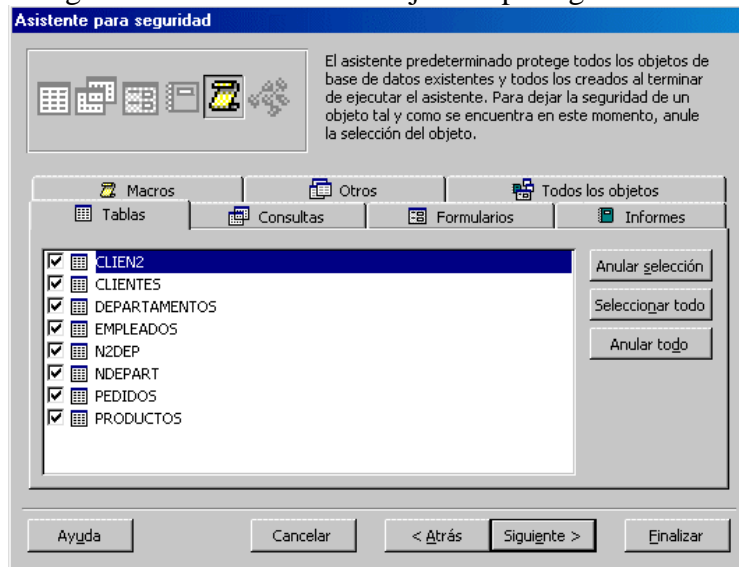 Asistente para seguridad
El asistente predeterminado protege todos los objetos de
base de datos existentes y todos los creados al terminar
de ejecutar el asistente. Para dejar la seguridad de un
objeto tal y como se encuentra en este momento, anule
la selección del objeto.
Macros Otros Todos los objetos
Tablas Consultas Formularios Informes
CLIEN2
CLIENTES
DEPARTAMENTOS
EMPLEADOS
N2DEP
NDEPART
PEDIDOS
PRODUCTOS
Anular selección
Seleccionar todo
Anular todo
Ayuda Cancelar < Atrás Siguiente > Finalizar